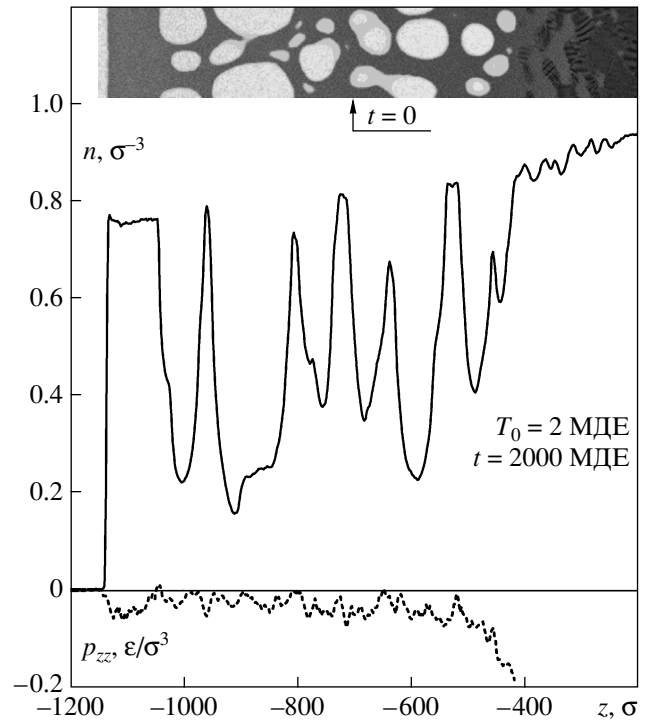 1.0
t = 0
n, σ⁻³
0.8
0.6
0.4
T₀ = 2 МДЕ
t = 2000 МДЕ
0.2
0
p_zz, ε/σ³
−0.2
−1200 −1000 −800 −600 −400 z, σ